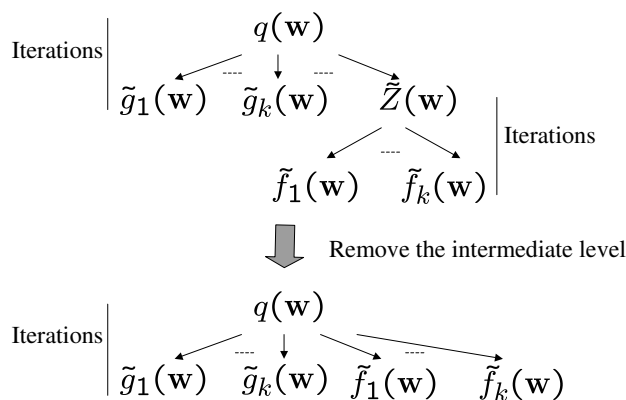 q(w)
Iterations
g̃₁(w) ---- g̃ₖ(w) ---- Z̃(w)
Iterations
f̃₁(w) ---- f̃ₖ(w)
Remove the intermediate level
q(w)
Iterations
g̃₁(w) ---- g̃ₖ(w) f̃₁(w) ---- f̃ₖ(w)